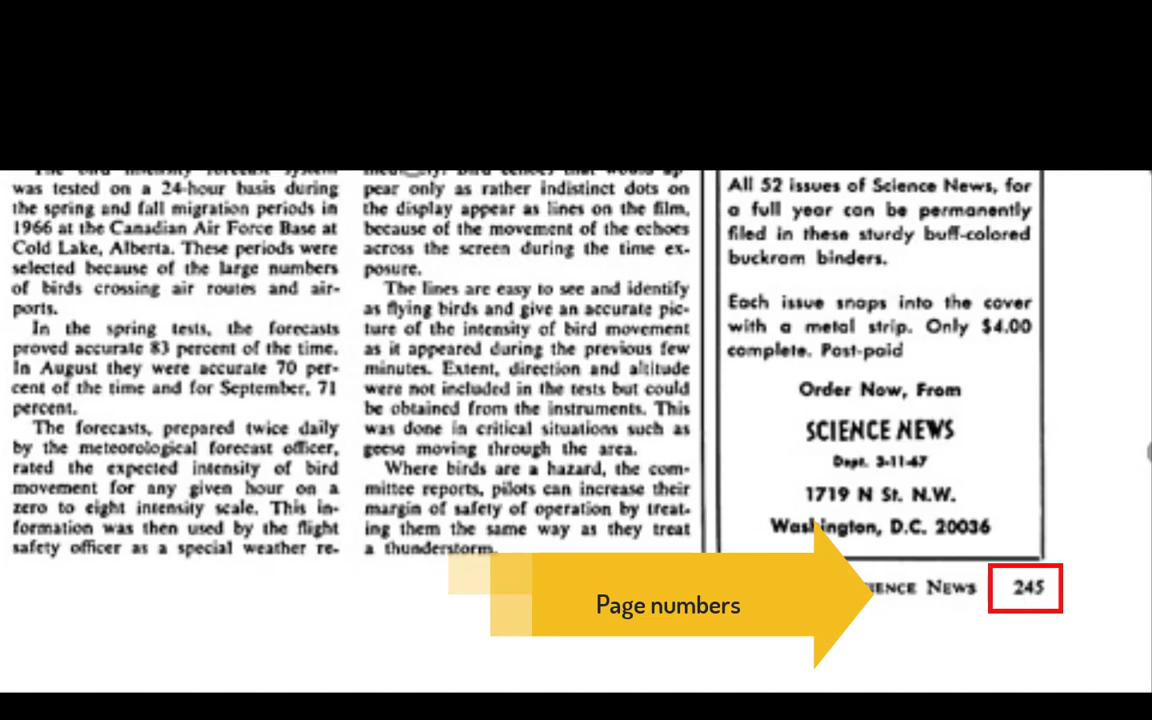 was tested on a 24-hour basis during
the spring and fall migration periods in
1966 at the Canadian Air Force Base at
Cold Lake, Alberta. These periods were
selected because of the large numbers
of birds crossing air routes and air-
ports.
In the spring tests, the forecasts
proved accurate 83 percent of the time.
In August they were accurate 70 per-
cent of the time and for September, 71
percent.
The forecasts, prepared twice daily
by the meteorological forecast officer,
rated the expected intensity of bird
movement for any given hour on a
zero to eight intensity scale. This in-
formation was then used by the flight
safety officer as a special weather re-
pear only as rather indistinct dots on
the display appear as lines on the film,
because of the movement of the echoes
across the screen during the time ex-
posure.
The lines are easy to see and identify
as flying birds and give an accurate pic-
ture of the intensity of bird movement
as it appeared during the previous few
minutes. Extent, direction and altitude
were not included in the tests but could
be obtained from the instruments. This
was done in critical situations such as
geese moving through the area.
Where birds are a hazard, the com-
mittee reports, pilots can increase their
margin of safety of operation by treat-
ing them the same way as they treat
a thunderstorm.
All 52 issues of Science News, for
a full year can be permanently
filed in these sturdy buff-colored
buckram binders.
Each issue snaps into the cover
with a metal strip. Only $4.00
complete. Post-paid
Order Now, From
SCIENCE NEWS
Dept. 3-11-47
1719 N St. N.W.
Washington, D.C. 20036
News 245
Page numbers